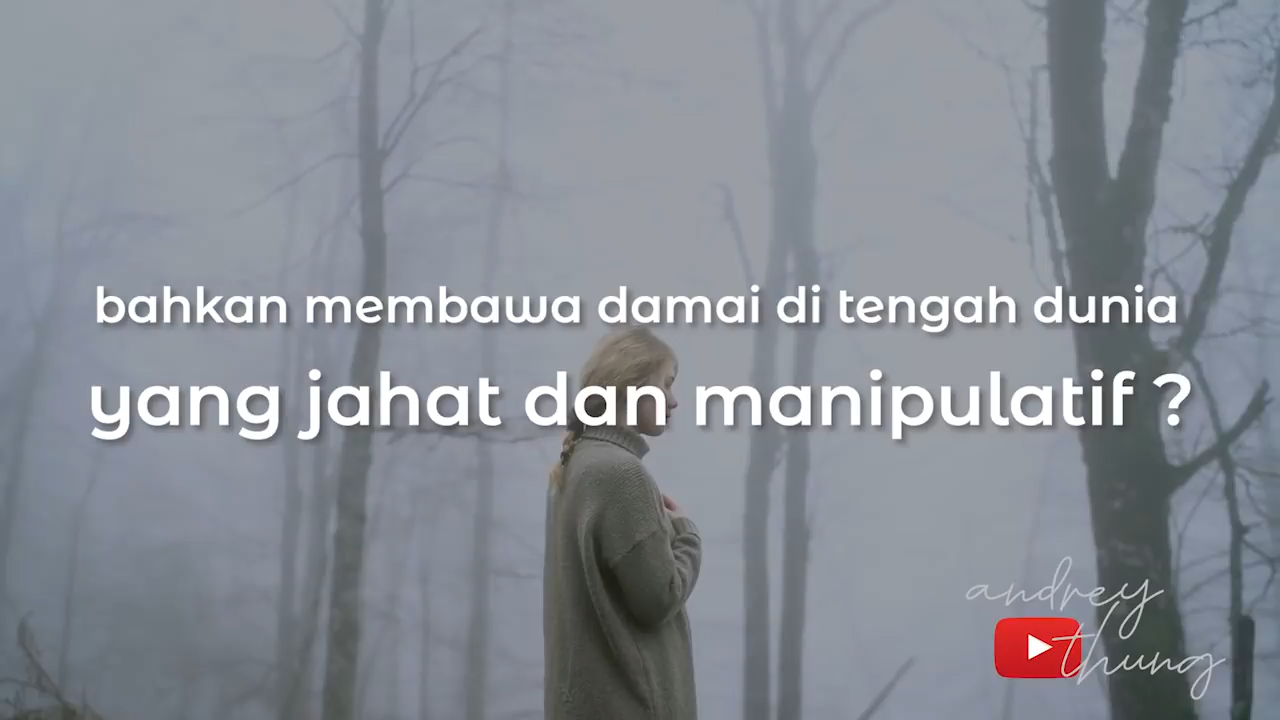 bahkan membawa damai di tengah dunia
yang jahat dan manipulatif ?
andrey
thung